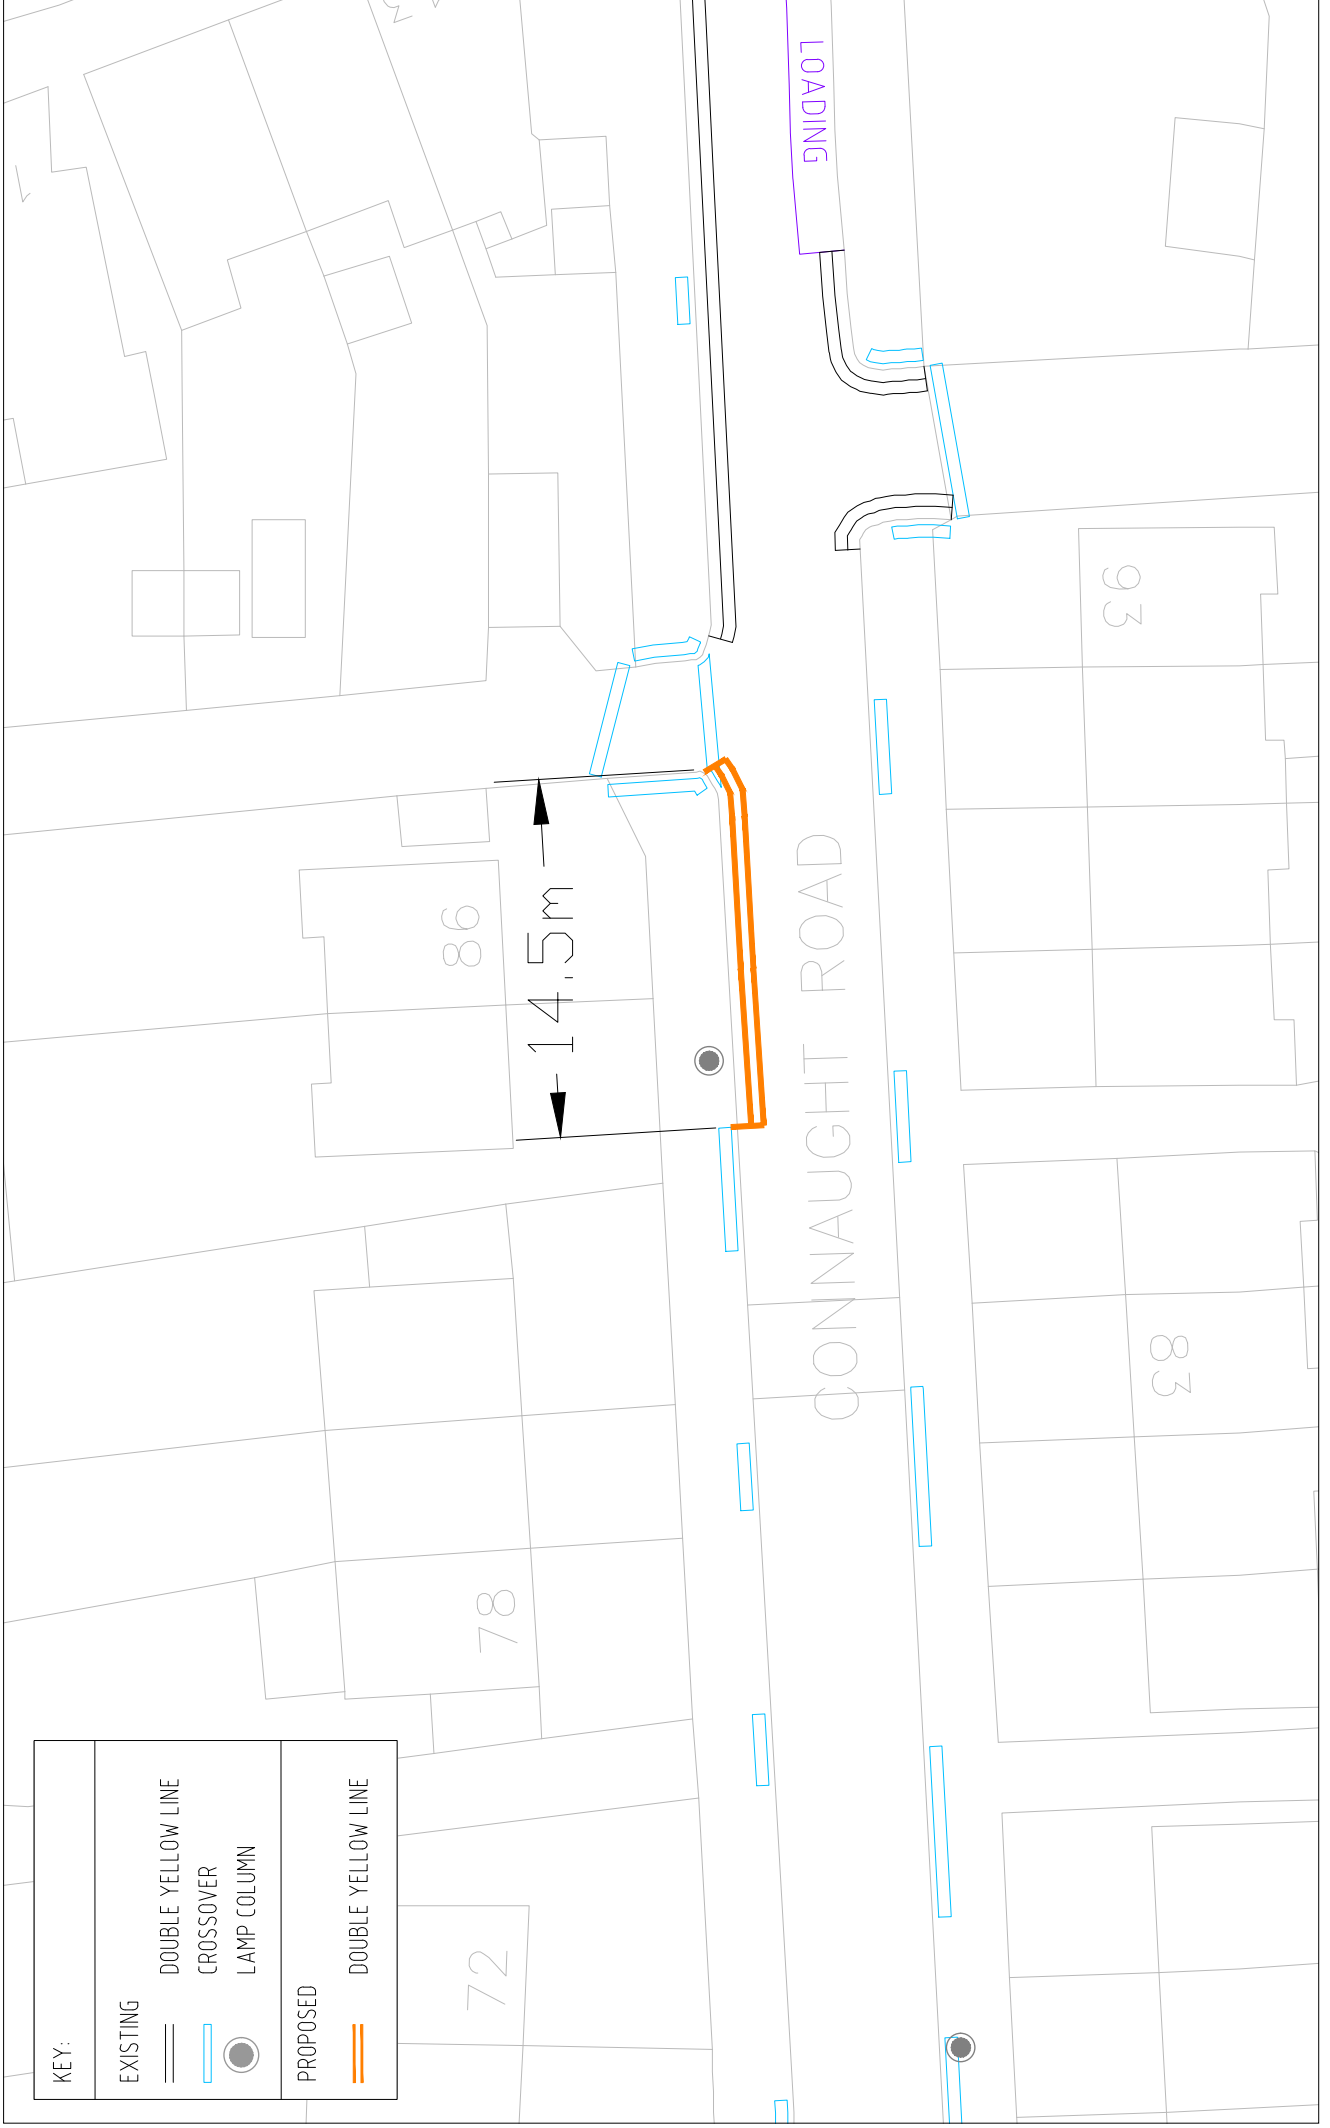 LOADING
93
86
14.5m
CONNAUGHT ROAD
83
78
72
KEY:
EXISTING
DOUBLE YELLOW LINE
CROSSOVER
LAMP COLUMN
PROPOSED
DOUBLE YELLOW LINE